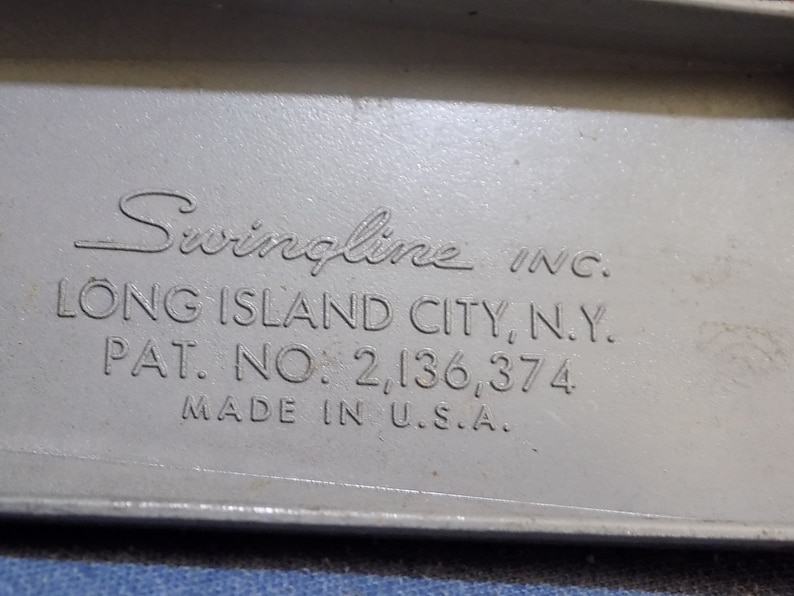 Swingline INC.
LONG ISLAND CITY, N.Y.
PAT. NO. 2,136,374
MADE IN U.S.A.